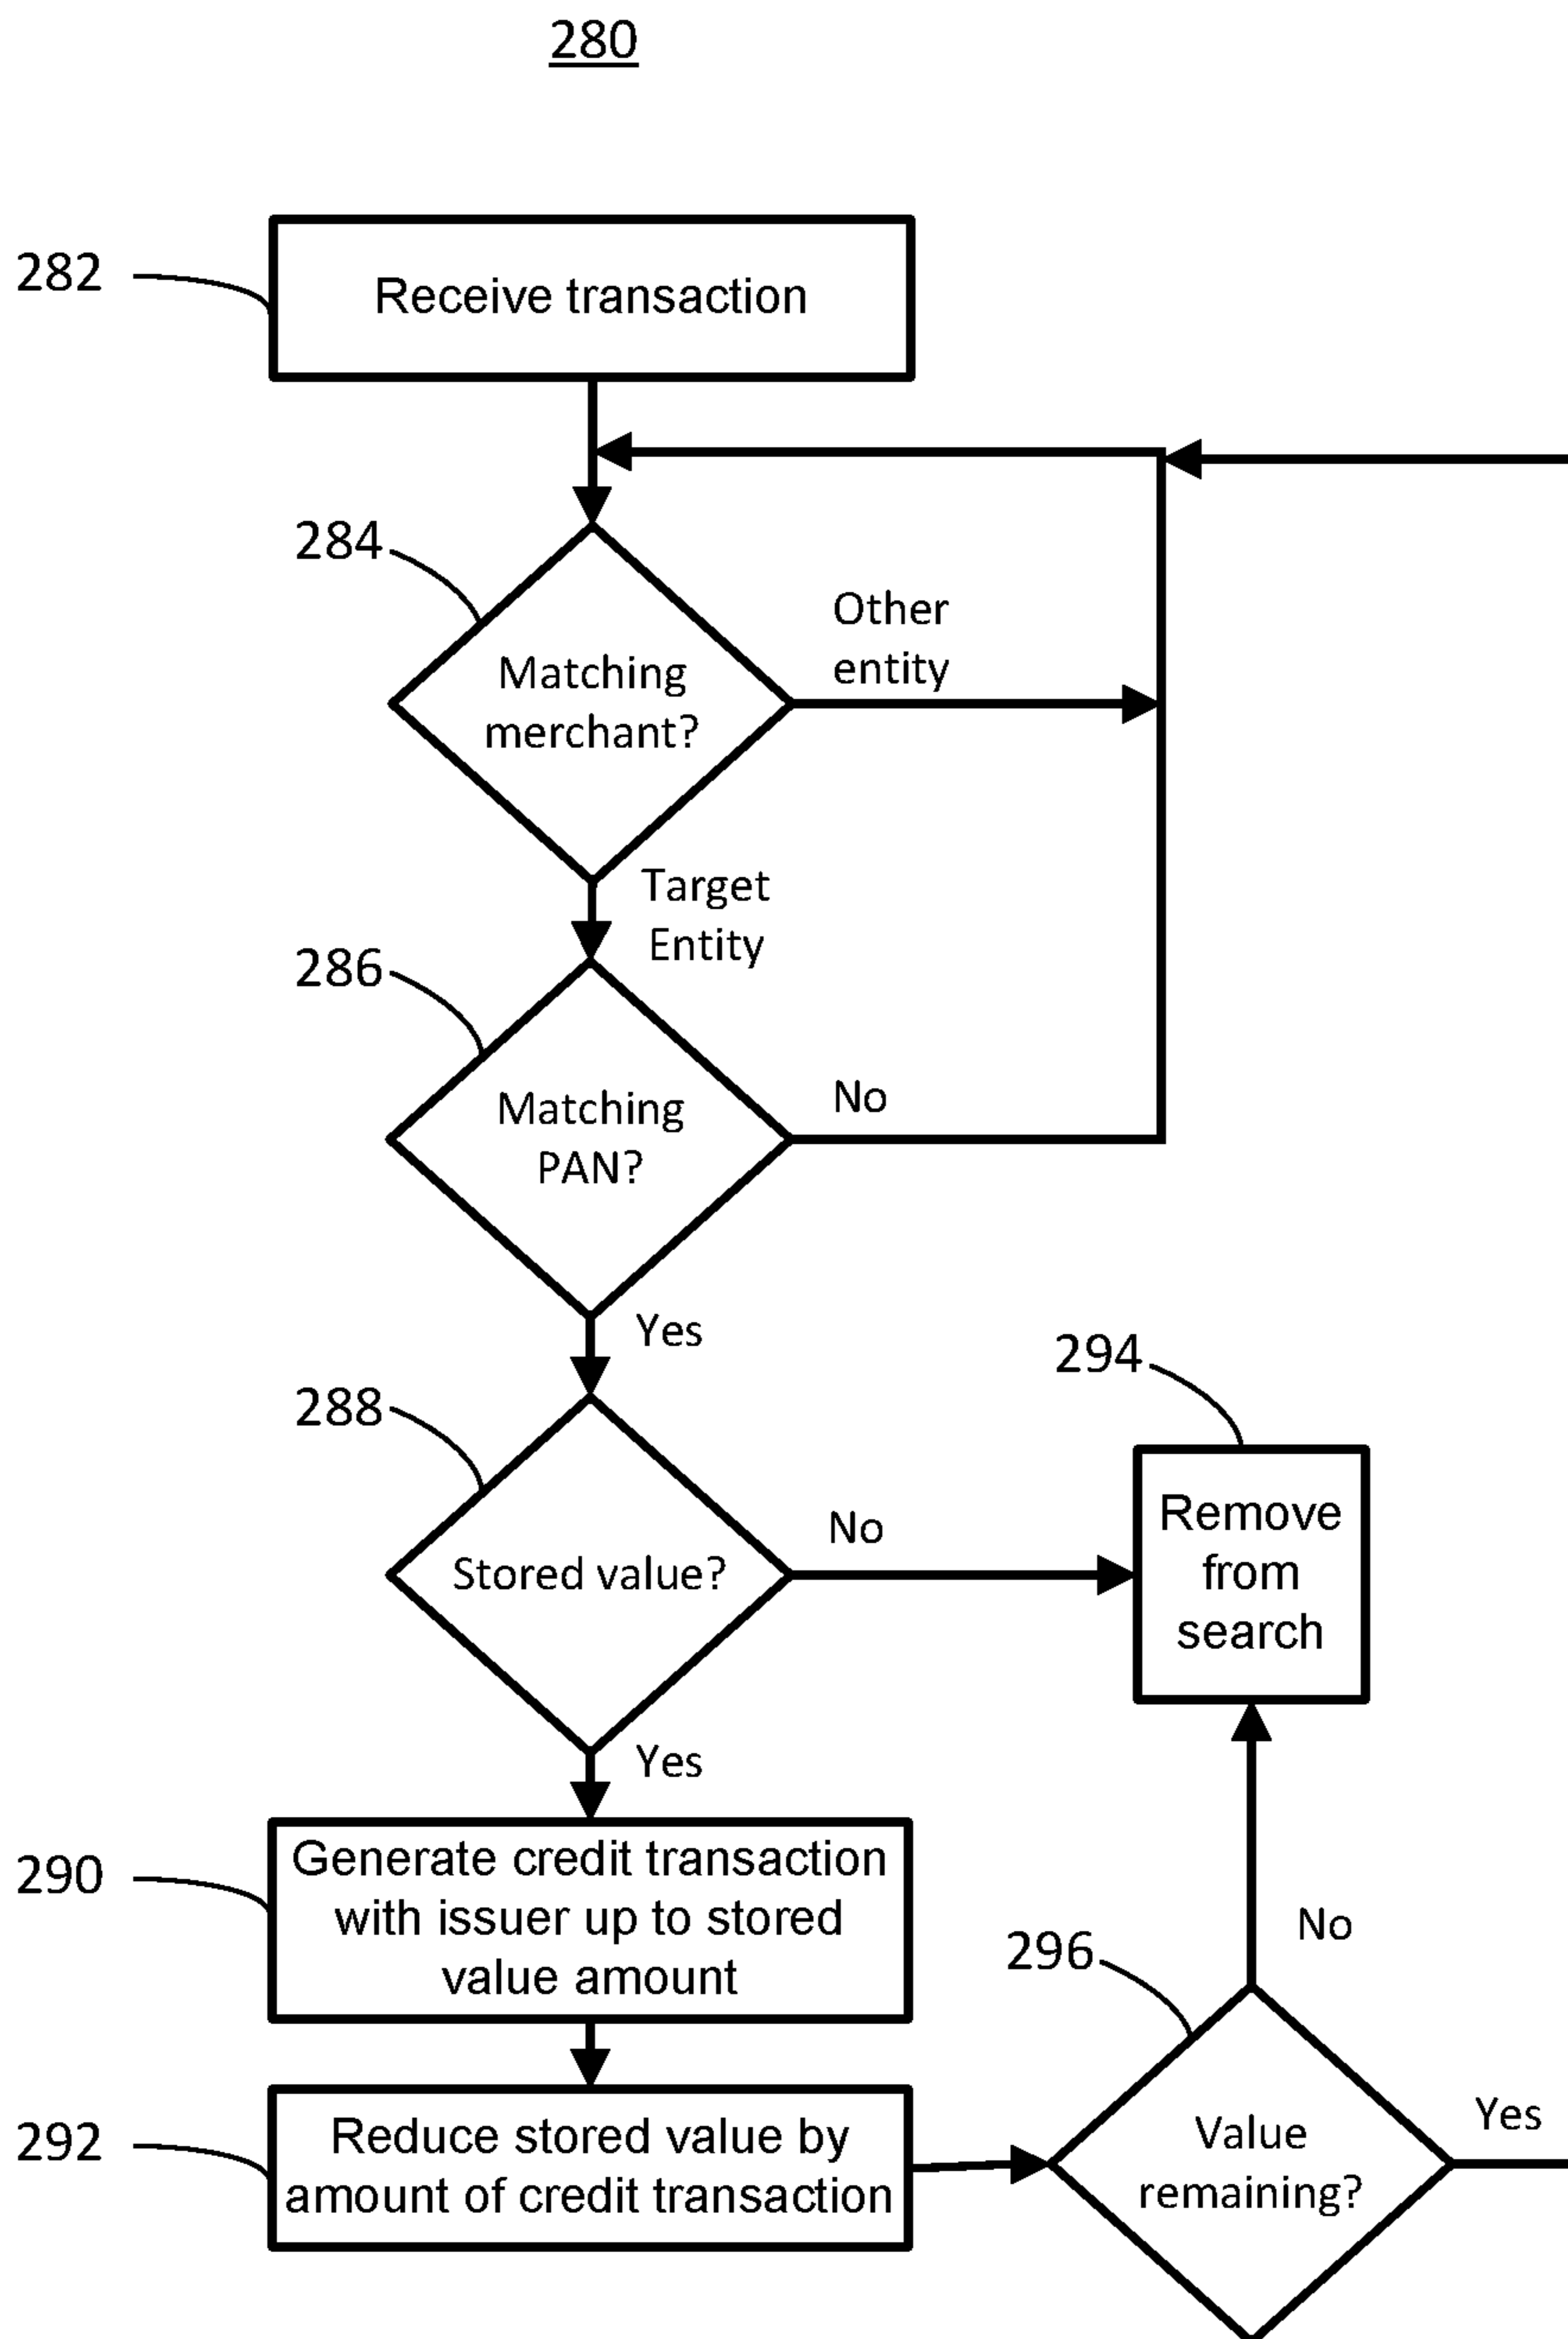 280
282
Receive transaction
284
Matching
merchant?
Other
entity
Target
Entity
286
Matching
PAN?
No
Yes
288
Stored value?
No
294
Remove
from
search
Yes
290
Generate credit transaction
with issuer up to stored
value amount
292
Reduce stored value by
amount of credit transaction
296
Value
remaining?
No
Yes